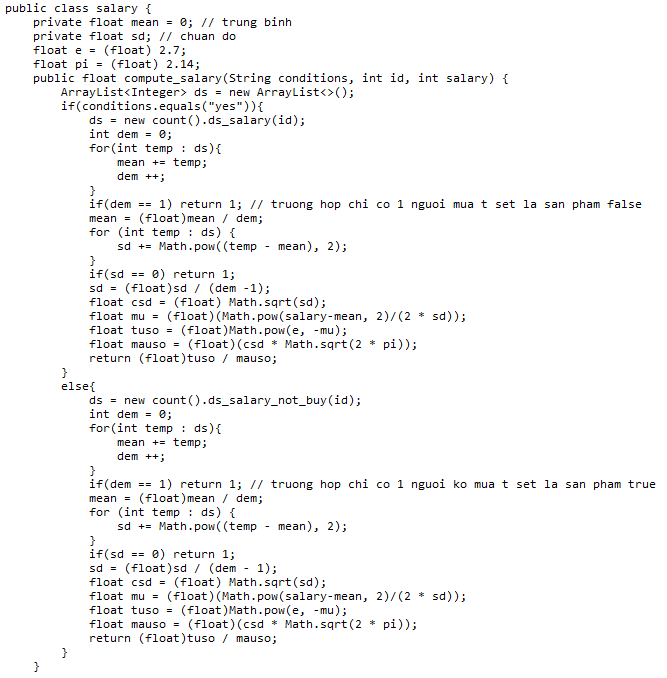 public class salary {
    private float mean = 0; // trung binh
    private float sd; // chuan do
    float e = (float) 2.7;
    float pi = (float) 2.14;
    public float compute_salary(String conditions, int id, int salary) {
        ArrayList<Integer> ds = new ArrayList<>();
        if(conditions.equals("yes")){
            ds = new count().ds_salary(id);
            int dem = 0;
            for(int temp : ds){
                mean += temp;
                dem ++;
            }
            if(dem == 1) return 1; // truong hop chi co 1 nguoi mua t set la san pham false
            mean = (float)mean / dem;
            for (int temp : ds) {
                sd += Math.pow((temp - mean), 2);
            }
            if(sd == 0) return 1;
            sd = (float)sd / (dem -1);
            float csd = (float) Math.sqrt(sd);
            float mu = (float)(Math.pow(salary-mean, 2)/(2 * sd));
            float tuso = (float)Math.pow(e, -mu);
            float mauso = (float)(csd * Math.sqrt(2 * pi));
            return (float)tuso / mauso;
        }
        else{
            ds = new count().ds_salary_not_buy(id);
            int dem = 0;
            for(int temp : ds){
                mean += temp;
                dem ++;
            }
            if(dem == 1) return 1; // truong hop chi co 1 nguoi ko mua t set la san pham true
            mean = (float)mean / dem;
            for (int temp : ds) {
                sd += Math.pow((temp - mean), 2);
            }
            if(sd == 0) return 1;
            sd = (float)sd / (dem - 1);
            float csd = (float) Math.sqrt(sd);
            float mu = (float)(Math.pow(salary-mean, 2)/(2 * sd));
            float tuso = (float)Math.pow(e, -mu);
            float mauso = (float)(csd * Math.sqrt(2 * pi));
            return (float)tuso / mauso;
        }
    }